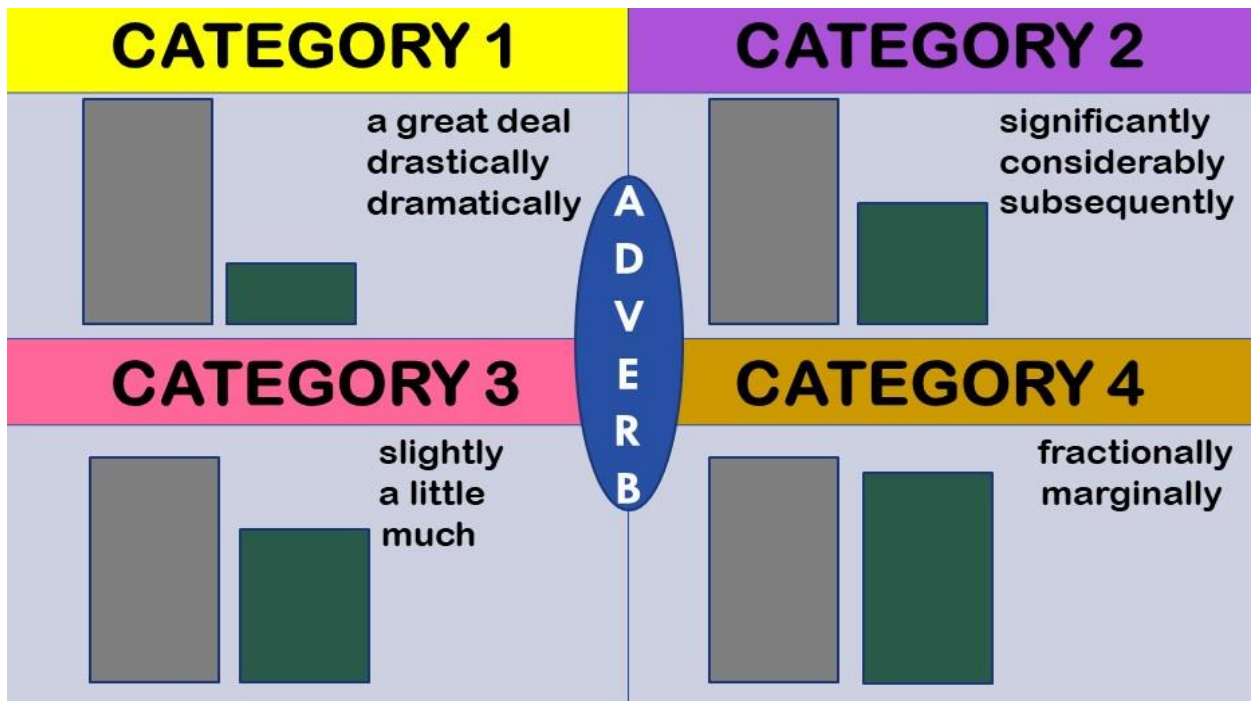 CATEGORY 1
a great deal
drastically
dramatically
CATEGORY 2
significantly
considerably
subsequently
ADVERB
CATEGORY 3
slightly
a little
much
CATEGORY 4
fractionally
marginally